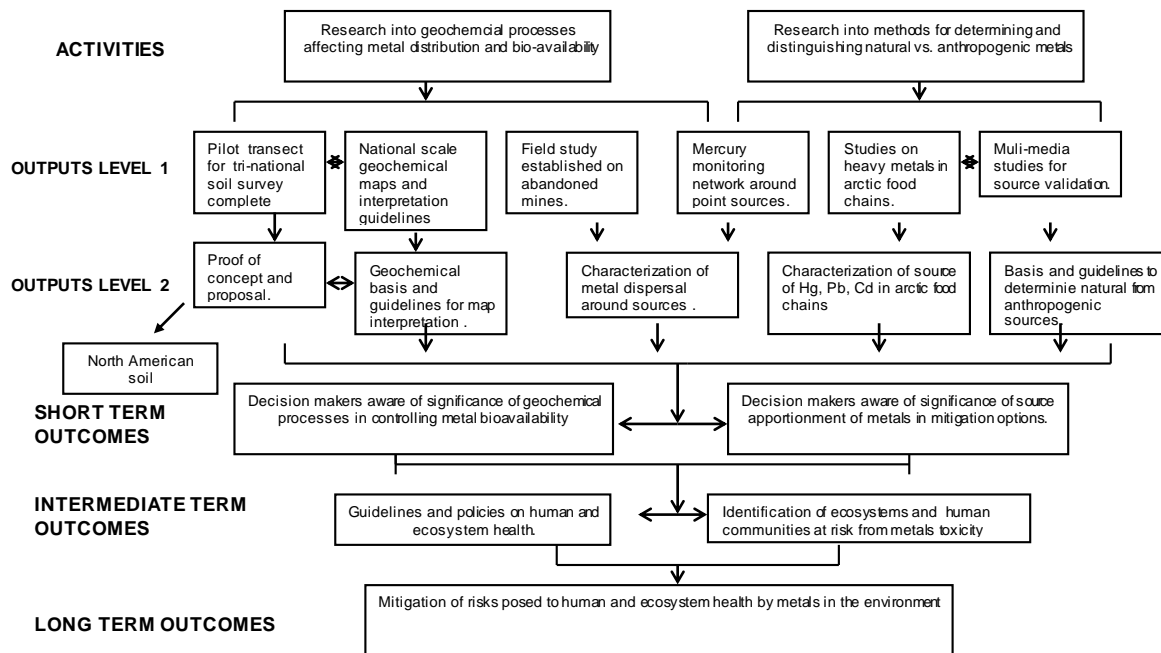 ACTIVITIES
Research into geochemcial processes
affecting metal distribution and bio-availability
Research into methods for determining and
distinguishing natural vs. anthropogenic metals
OUTPUTS LEVEL 1
Pilot transect
for tri-national
soil survey
complete
National scale
geochemical
maps and
interpretation
guidelines
Field study
established on
abandoned
mines.
Mercury
monitoring
network around
point sources.
Studies on
heavy metals in
arctic food
chains.
Muli-media
studies for
source validation.
OUTPUTS LEVEL 2
Proof of
concept and
proposal.
Geochemical
basis and
guidelines for map
interpretation .
Characterization of
metal dispersal
around sources .
Characterization of source
of Hg, Pb, Cd in arctic food
chains
Basis and guidelines to
determinie natural from
anthropogenic
sources.
North American
soil
SHORT TERM
OUTCOMES
Decision makers aware of significance of geochemical
processes in controlling metal bioavailability
Decision makers aware of significance of source
apportionment of metals in mitigation options.
INTERMEDIATE TERM
OUTCOMES
Guidelines and policies on human and
ecosystem health.
Identification of ecosystems and human
communities at risk from metals toxicity
LONG TERM OUTCOMES
Mitigation of risks posed to human and ecosystem health by metals in the environment